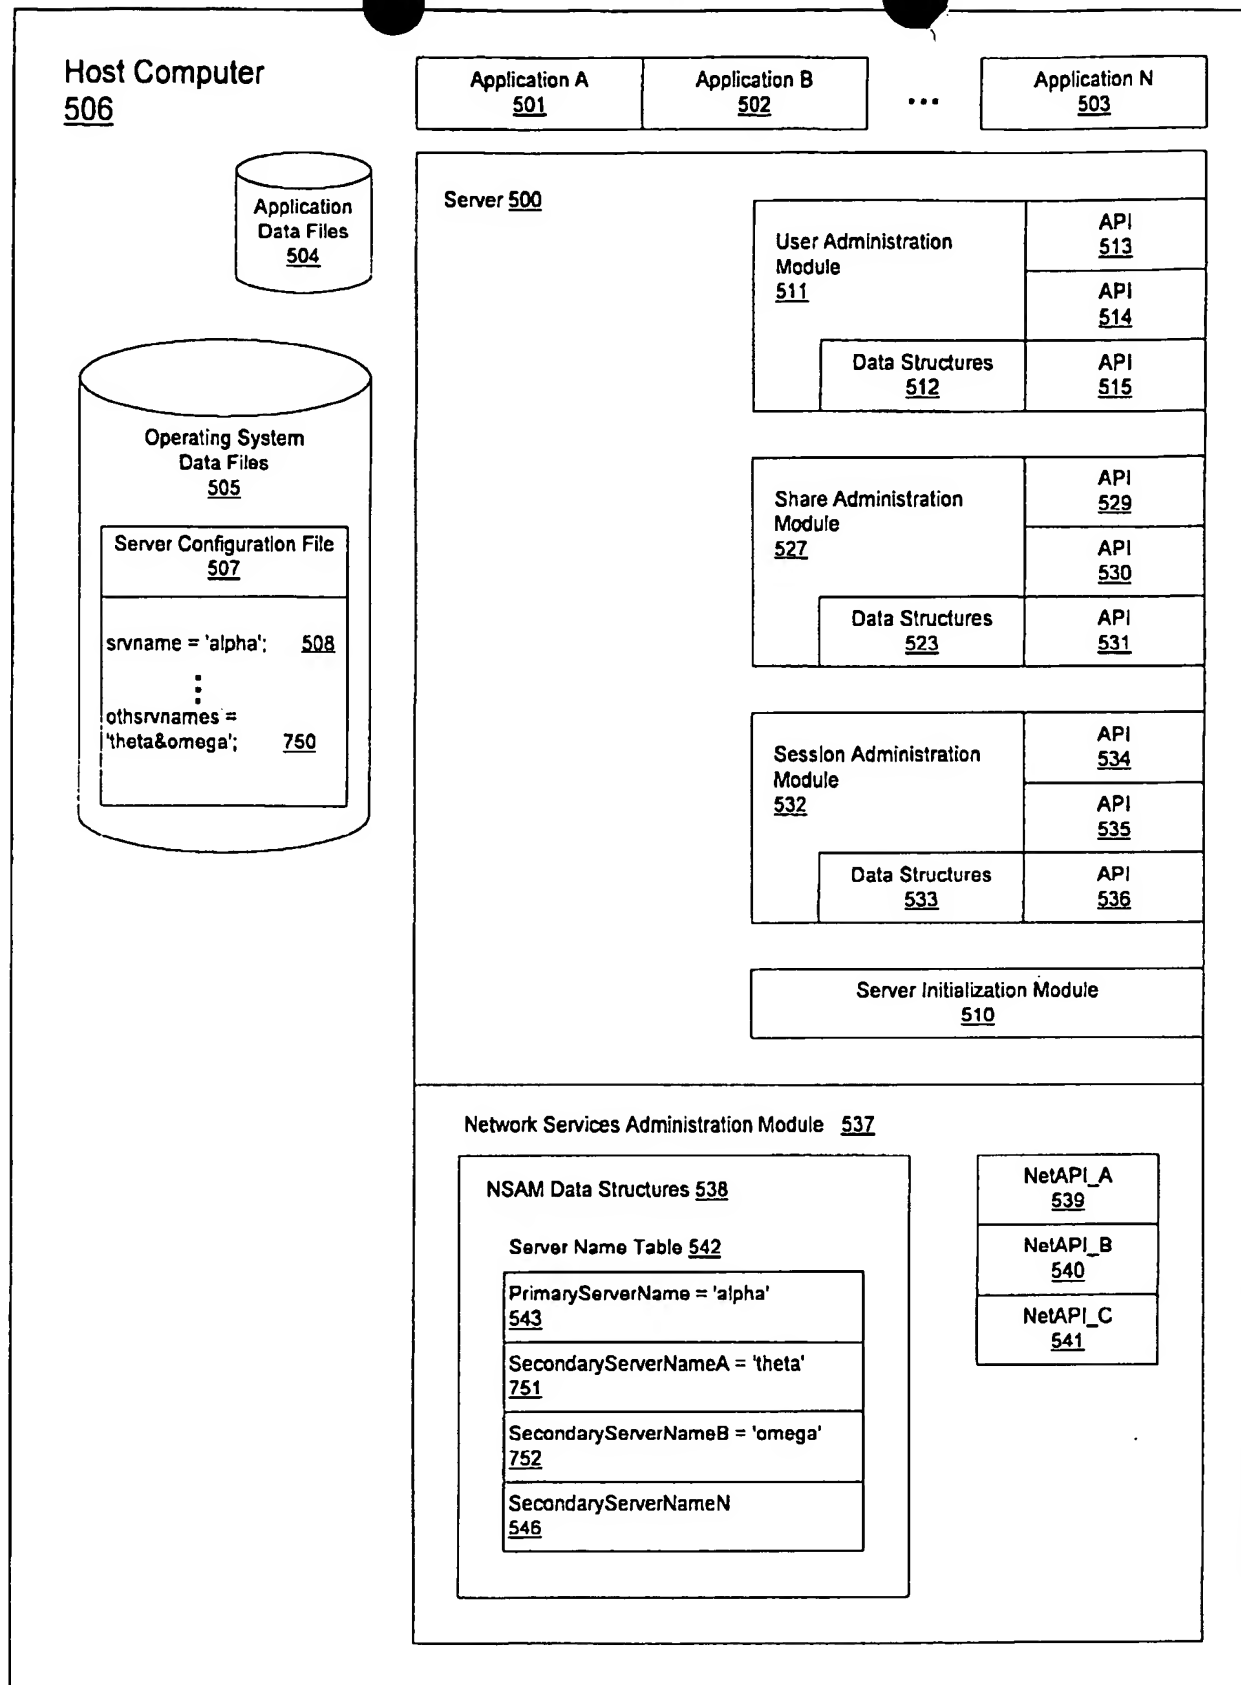 Host Computer
506
Application A
501
Application B
502
...
Application N
503
Application
Data Files
504
Operating System
Data Files
505
Server Configuration File
507
srvname = 'alpha'; 508
othsrvnames =
'theta&omega'; 750
Server 500
User Administration
Module
511
Data Structures
512
API
513
API
514
API
515
Share Administration
Module
527
Data Structures
523
API
529
API
530
API
531
Session Administration
Module
532
Data Structures
533
API
534
API
535
API
536
Server Initialization Module
510
Network Services Administration Module 537
NSAM Data Structures 538
Server Name Table 542
PrimaryServerName = 'alpha'
543
SecondaryServerNameA = 'theta'
751
SecondaryServerNameB = 'omega'
752
SecondaryServerNameN
546
NetAPI_A
539
NetAPI_B
540
NetAPI_C
541